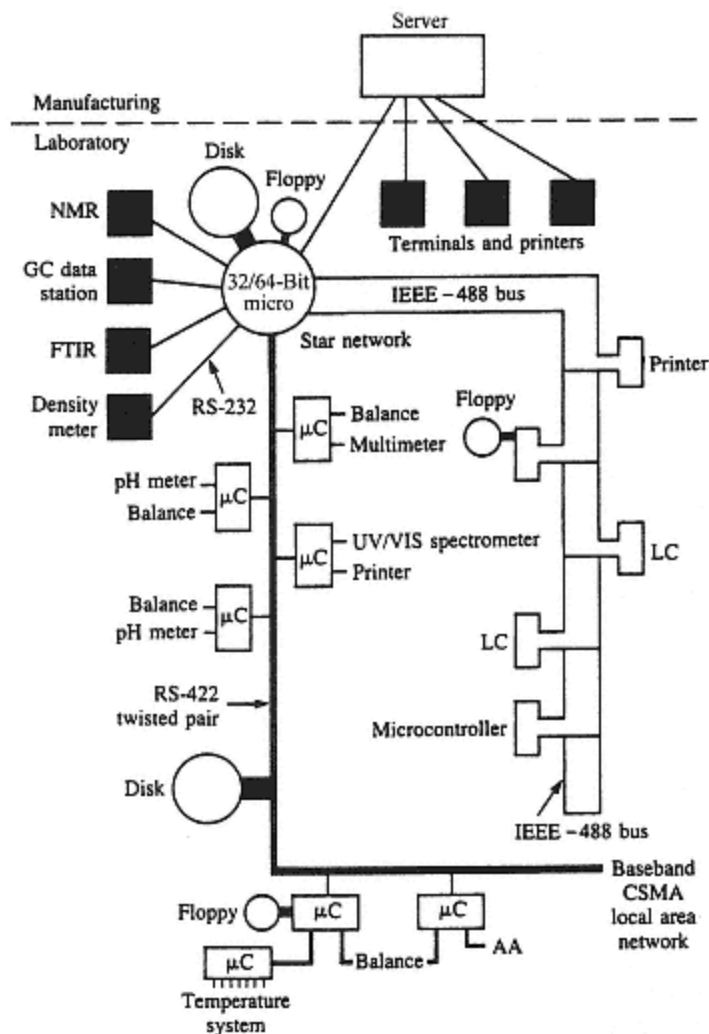 Server
Manufacturing
Laboratory
Disk
Floppy
NMR
Terminals and printers
GC data
station
32/64-Bit
micro
IEEE-488 bus
Star network
FTIR
Printer
Density
meter
RS-232
Floppy
μC
Balance
Multimeter
pH meter
Balance
μC
μC
UV/VIS spectrometer
Printer
LC
Balance
pH meter
μC
LC
RS-422
twisted pair
Microcontroller
Disk
IEEE-488 bus
Baseband
CSMA
local area
network
Floppy
μC
μC
AA
μC
Balance
Temperature
system